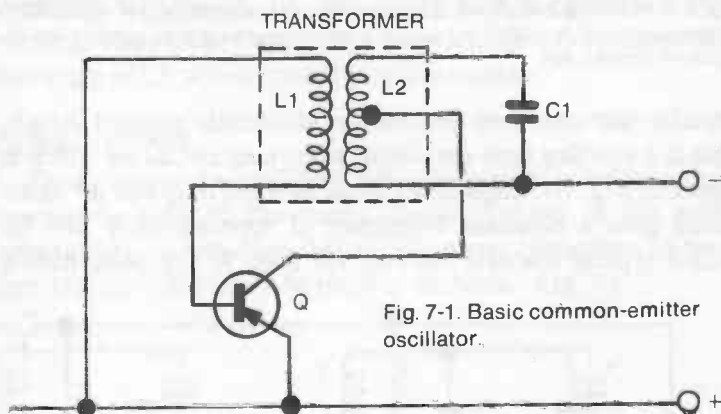 TRANSFORMER
L1
L2
C1
−
Q
Fig. 7-1. Basic common-emitter
oscillator.
+